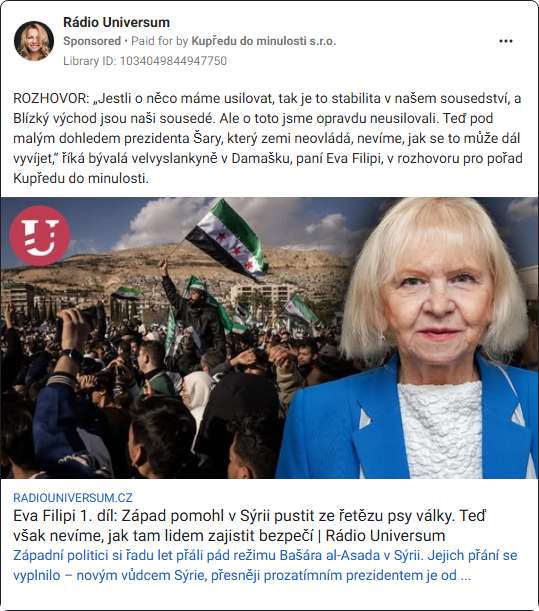 Rádio Universum
Sponsored • Paid for by Kupředu do minulosti s.r.o.
Library ID: 1034049844947750
ROZHOVOR: „Jestli o něco máme usilovat, tak je to stabilita v našem sousedství, a
Blízký východ jsou naši sousedé. Ale o toto jsme opravdu neusilovali. Teď pod
malým dohledem prezidenta Šary, který zemi neovládá, nevíme, jak se to může dál
vyvíjet,“ říká bývalá velvyslankyně v Damašku, paní Eva Filipi, v rozhovoru pro pořad
Kupředu do minulosti.
U
RADIOUNIVERSUM.CZ
Eva Filipi 1. díl: Západ pomohl v Sýrii pustit ze řetězu psy války. Teď
však nevíme, jak tam lidem zajistit bezpečí | Rádio Universum
Západní politici si řadu let přáli pád režimu Bašára al-Asada v Sýrii. Jejich přání se
vyplnilo – novým vůdcem Sýrie, přesněji prozatímním prezidentem je od ...